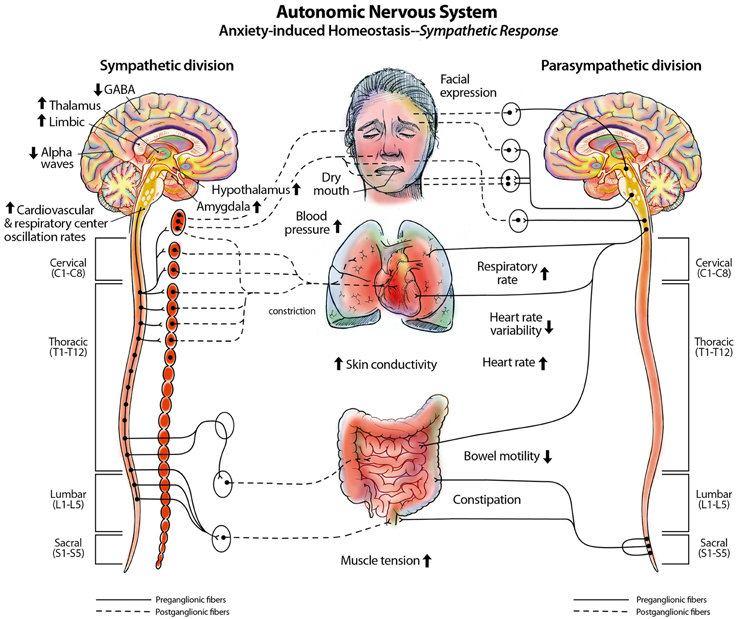 Autonomic Nervous System
Anxiety-induced Homeostasis--Sympathetic Response
Sympathetic division
Parasympathetic division
GABA
Thalamus
Limbic
Alpha
waves
Hypothalamus
Amygdala
Cardiovascular
& respiratory center
oscillation rates
Facial
expression
Dry
mouth
Blood
pressure
Cervical
(C1-C8)
Thoracic
(T1-T12)
Lumbar
(L1-L5)
Sacral
(S1-S5)
constriction
Respiratory
rate
Heart rate
variability
Skin conductivity
Heart rate
Bowel motility
Constipation
Muscle tension
Cervical
(C1-C8)
Thoracic
(T1-T12)
Lumbar
(L1-L5)
Sacral
(S1-S5)
Preganglionic fibers
Postganglionic fibers
Preganglionic fibers
Postganglionic fibers